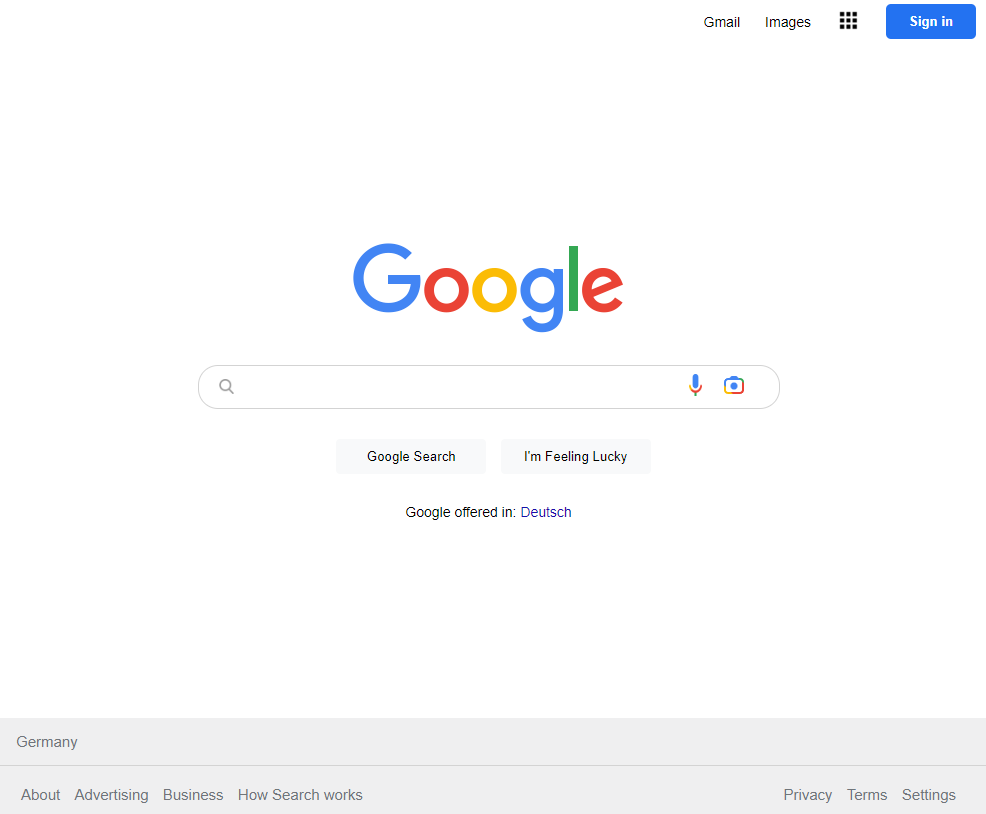 Gmail Images Sign in
Google
Google Search I'm Feeling Lucky
Google offered in: Deutsch
Germany
About Advertising Business How Search works Privacy Terms Settings